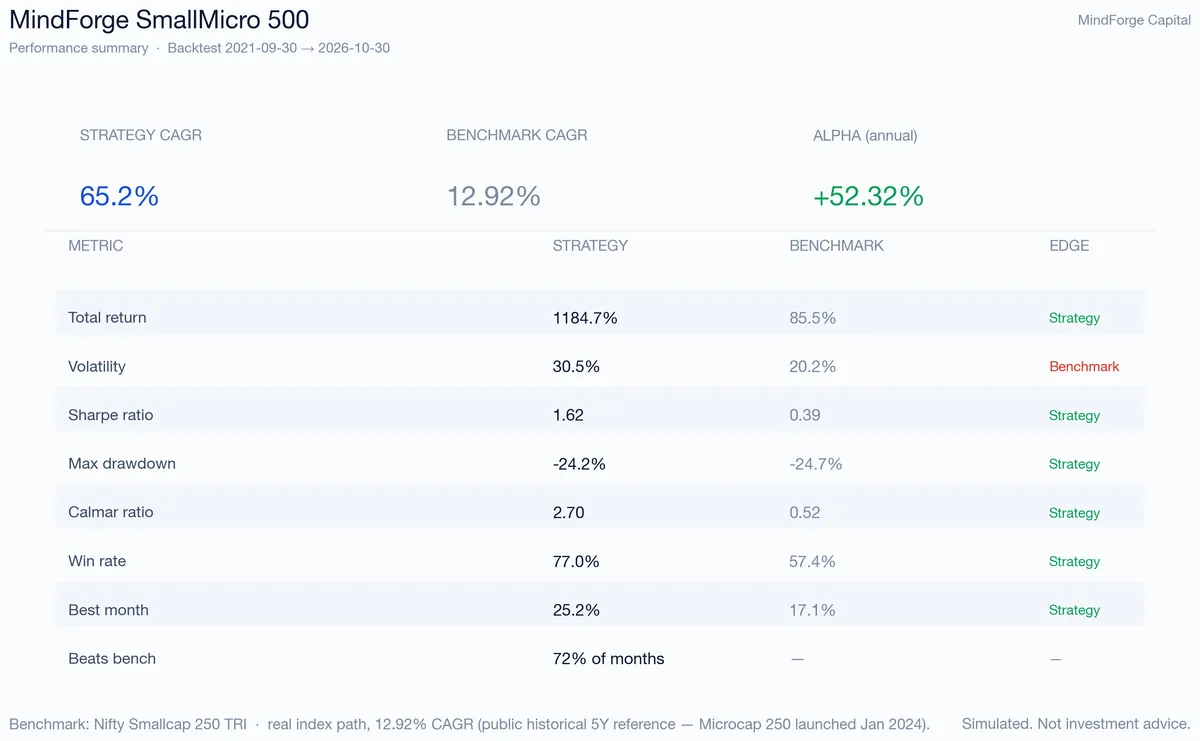 MindForge SmallMicro 500
MindForge Capital
Performance summary · Backtest 2021-09-30 → 2026-10-30
STRATEGY CAGR BENCHMARK CAGR ALPHA (annual)
65.2% 12.92% +52.32%
METRIC STRATEGY BENCHMARK EDGE
Total return 1184.7% 85.5% Strategy
Volatility 30.5% 20.2% Benchmark
Sharpe ratio 1.62 0.39 Strategy
Max drawdown -24.2% -24.7% Strategy
Calmar ratio 2.70 0.52 Strategy
Win rate 77.0% 57.4% Strategy
Best month 25.2% 17.1% Strategy
Beats bench 72% of months — —
Benchmark: Nifty Smallcap 250 TRI · real index path, 12.92% CAGR (public historical 5Y reference — Microcap 250 launched Jan 2024). Simulated. Not investment advice.